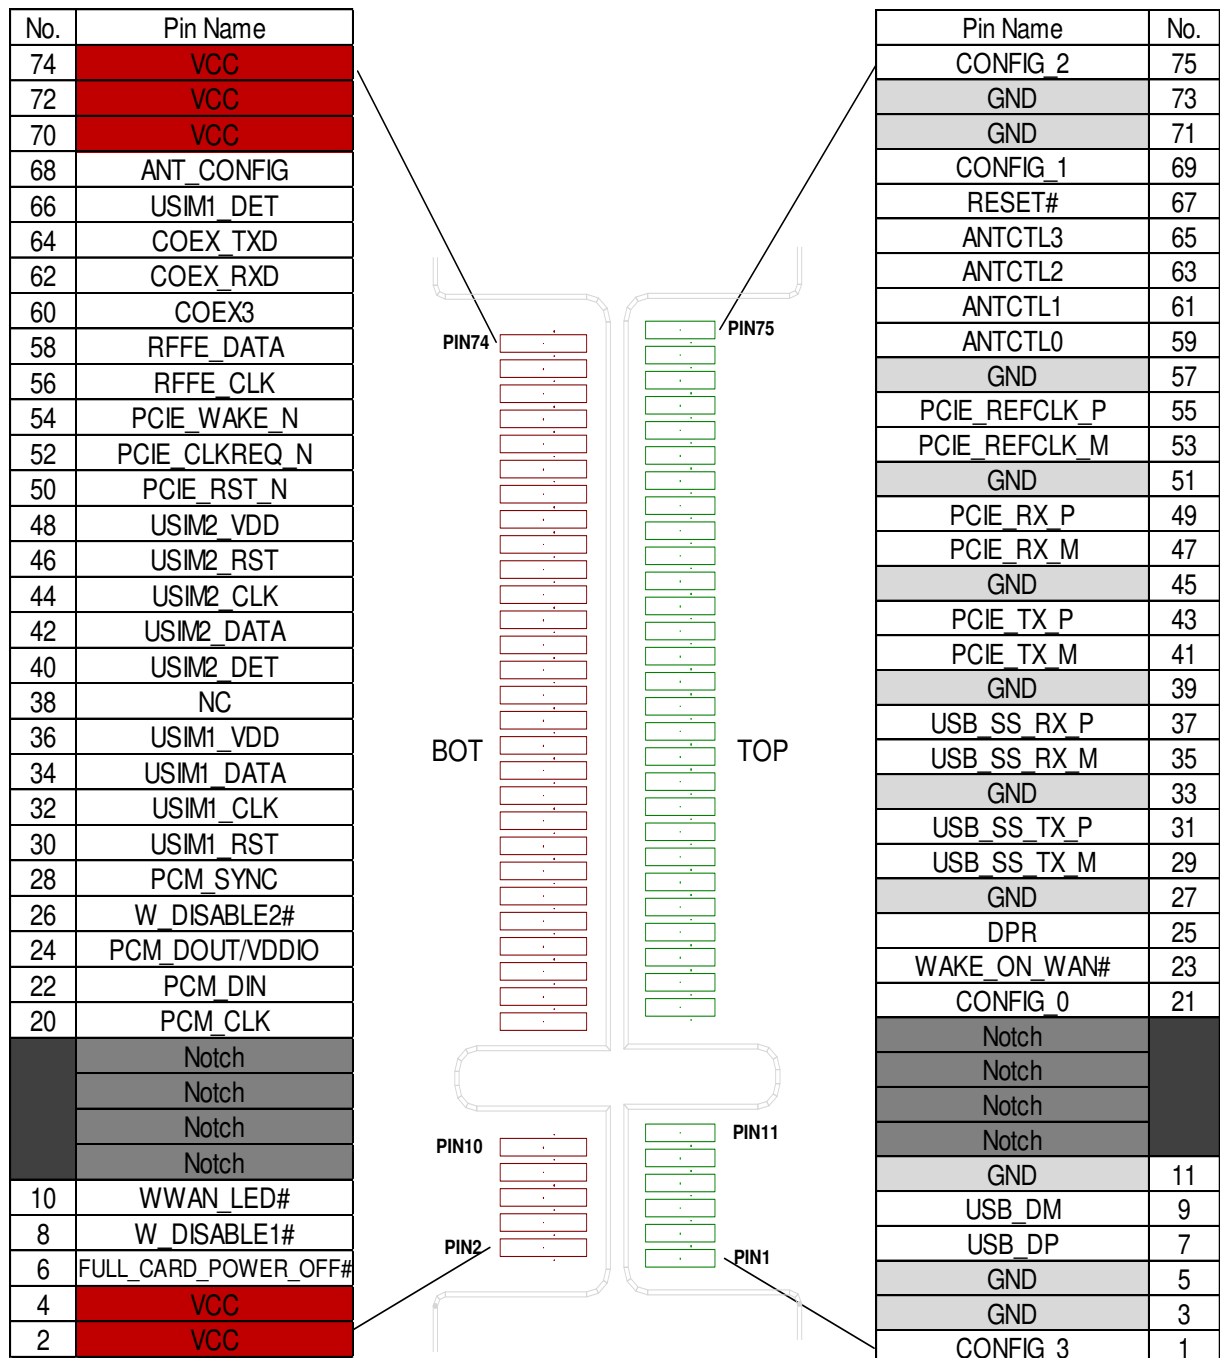 No. Pin Name
74 VCC
72 VCC
70 VCC
68 ANT_CONFIG
66 USIM1_DET
64 COEX_TXD
62 COEX_RXD
60 COEX3
58 RFFE_DATA
56 RFFE_CLK
54 PCIE_WAKE_N
52 PCIE_CLKREQ_N
50 PCIE_RST_N
48 USIM2_VDD
46 USIM2_RST
44 USIM2_CLK
42 USIM2_DATA
40 USIM2_DET
38 NC
36 USIM1_VDD
34 USIM1_DATA
32 USIM1_CLK
30 USIM1_RST
28 PCM_SYNC
26 W_DISABLE2#
24 PCM_DOUT/VDDIO
22 PCM_DIN
20 PCM_CLK
Notch
Notch
Notch
Notch
10 WWAN_LED#
8 W_DISABLE1#
6 FULL_CARD_POWER_OFF#
4 VCC
2 VCC
PIN74
PIN75
BOT
TOP
PIN10
PIN11
PIN2
PIN1
Pin Name No.
CONFIG_2 75
GND 73
GND 71
CONFIG_1 69
RESET# 67
ANTCTL3 65
ANTCTL2 63
ANTCTL1 61
ANTCTL0 59
GND 57
PCIE_REFCLK_P 55
PCIE_REFCLK_M 53
GND 51
PCIE_RX_P 49
PCIE_RX_M 47
GND 45
PCIE_TX_P 43
PCIE_TX_M 41
GND 39
USB_SS_RX_P 37
USB_SS_RX_M 35
GND 33
USB_SS_TX_P 31
USB_SS_TX_M 29
GND 27
DPR 25
WAKE_ON_WAN# 23
CONFIG_0 21
Notch
Notch
Notch
Notch
GND 11
USB_DM 9
USB_DP 7
GND 5
GND 3
CONFIG_3 1